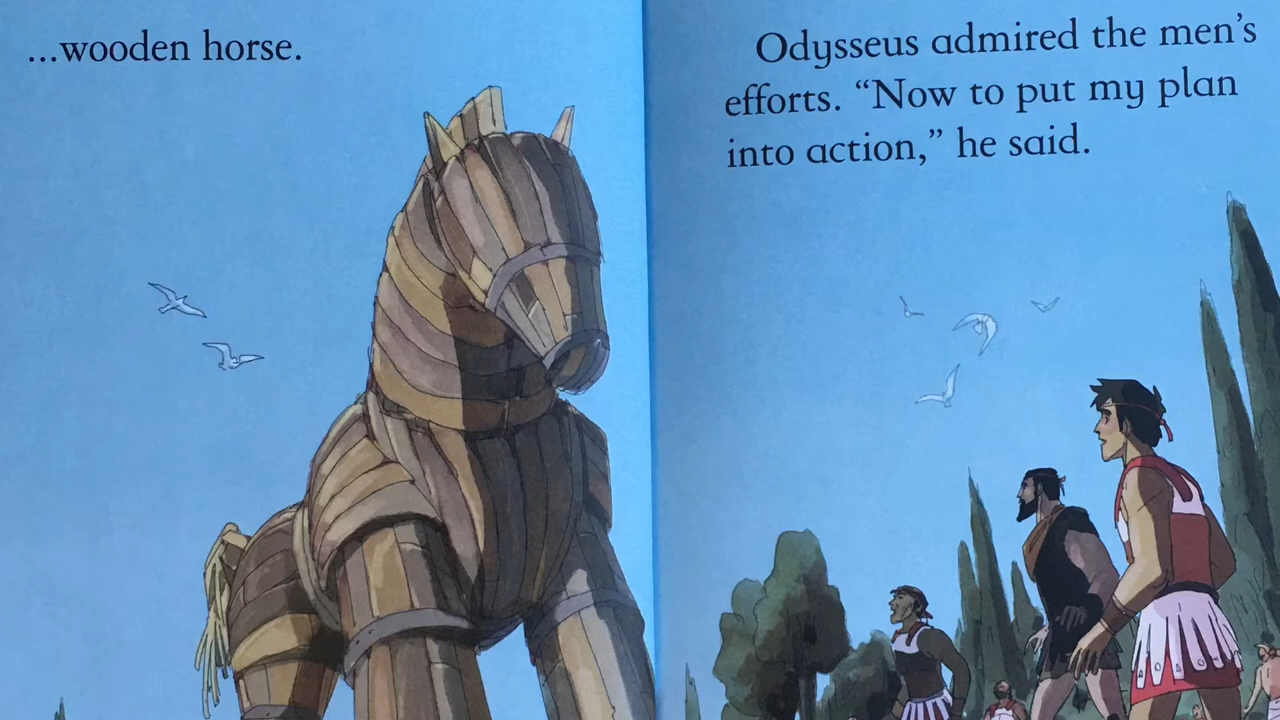 ...wooden horse.
Odysseus admired the men's
efforts. “Now to put my plan
into action,” he said.